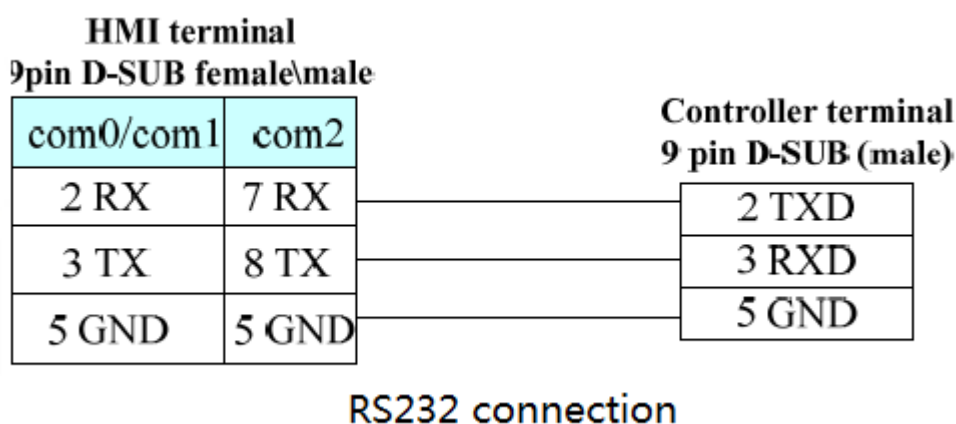 HMI terminal
9pin D-SUB female\male
com0/com1 com2
2 RX 7 RX
3 TX 8 TX
5 GND 5 GND
Controller terminal
9 pin D-SUB (male)
2 TXD
3 RXD
5 GND
RS232 connection